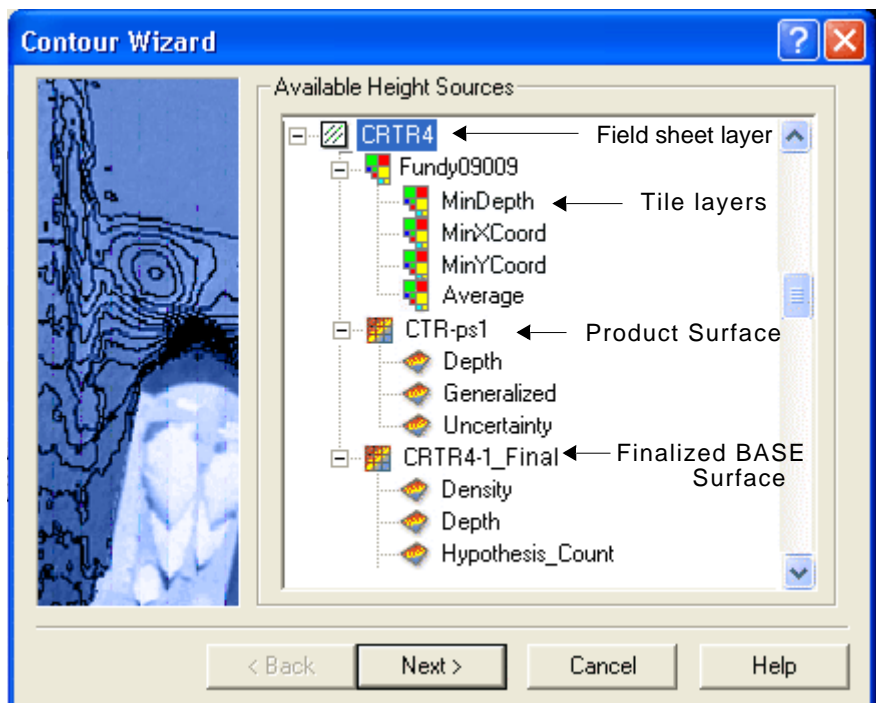 Contour Wizard
Available Height Sources
CRTR4 Field sheet layer
Fundy09009
MinDepth Tile layers
MinXCoord
MinYCoord
Average
CTR-ps1 Product Surface
Depth
Generalized
Uncertainty
CRTR4-1_Final Finalized BASE
Surface
Density
Depth
Hypothesis_Count
< Back Next > Cancel Help